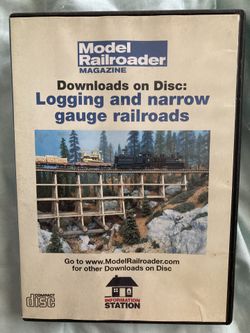 Model
Railroader
MAGAZINE
Downloads on Disc:
Logging and narrow
gauge railroads
Go to www.ModelRailroader.com
for other Downloads on Disc
COMPACT
disc
INFORMATION
STATION